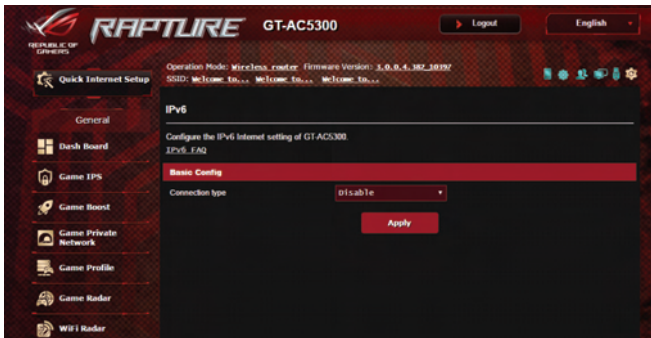 REPUBLIC OF
GAMERS
RAPTURE
GT-AC5300
Logout
English
Quick Internet Setup
Operation Mode: Wireless router Firmware Version: 3.0.0.4.382_10397
SSID: Welcome to... Welcome to... Welcome to...
General
Dash Board
Game IPS
Game Boost
Game Private
Network
Game Profile
Game Radar
WiFi Radar
IPv6
Configure the IPv6 Internet setting of GT-AC5300.
IPv6 FAQ
Basic Config
Connection type
Disable
Apply